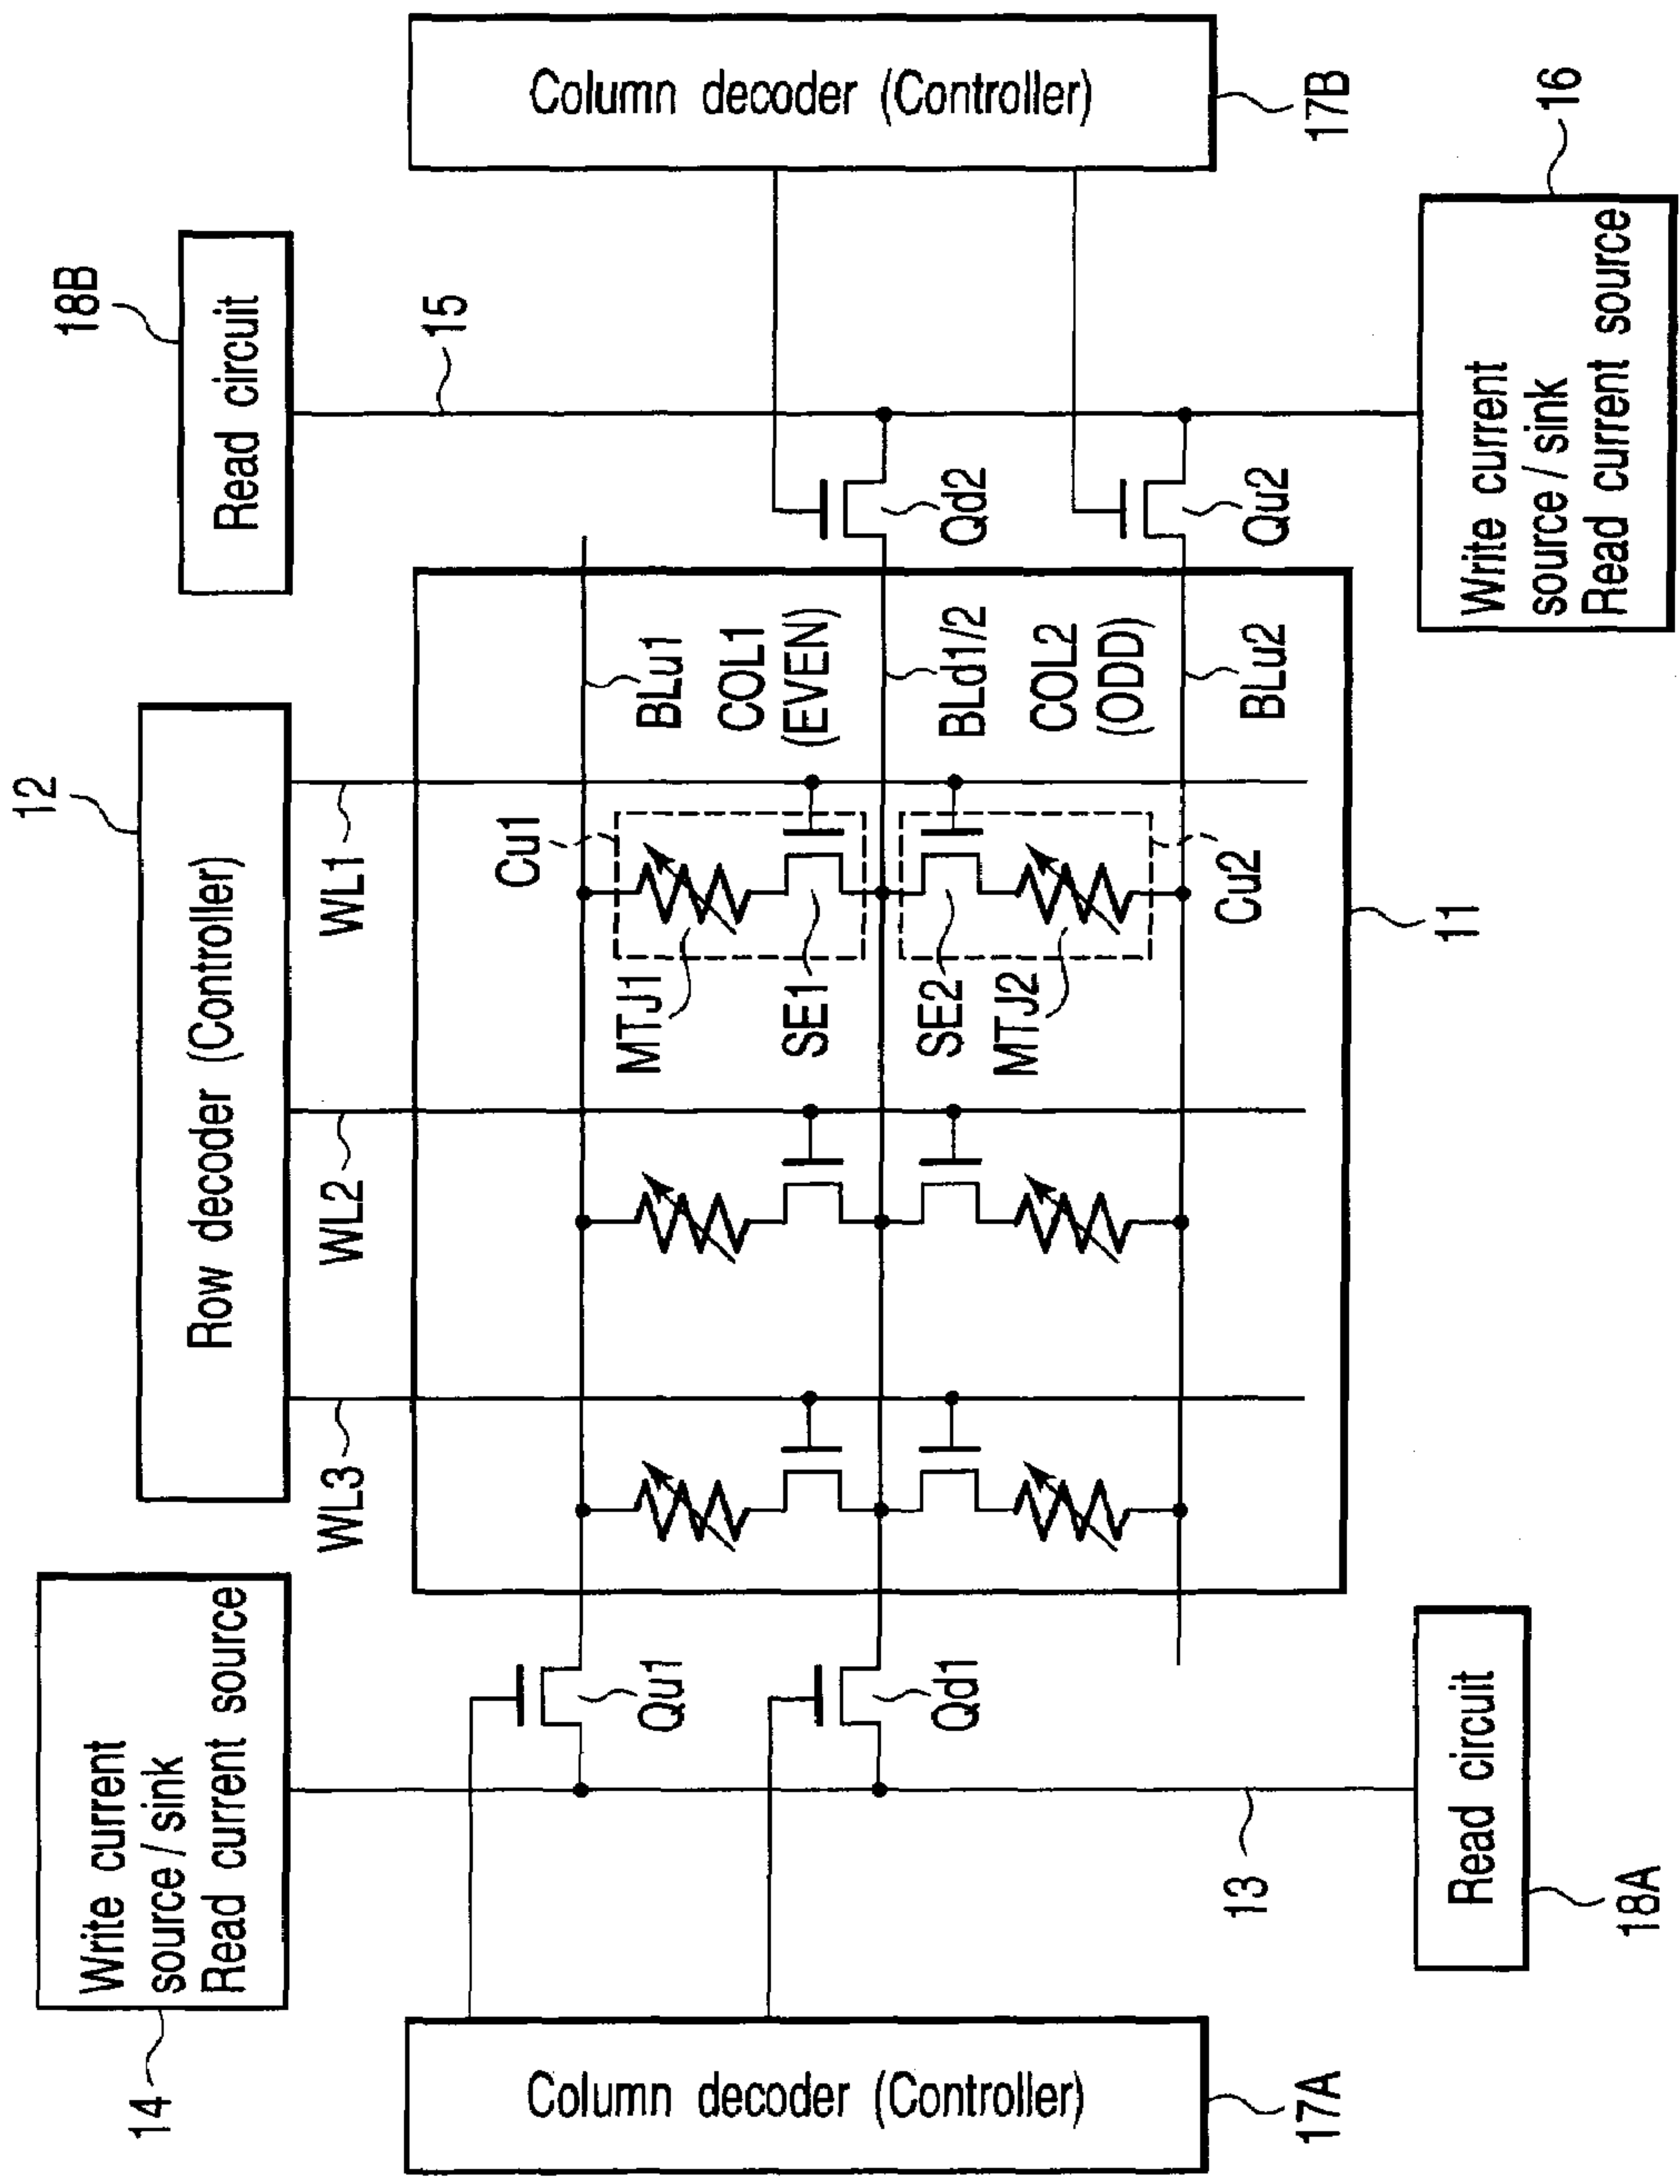 Column decoder (Controller)
17B
16
Write current
source / sink
Read current source
18B
Read circuit
15
Qd2
Qu2
12
Row decoder (Controller)
WL1
WL2
WL3
BLu1
COL1
(EVEN)
BLd1/2
COL2
(ODD)
BLu2
Cu1
MTJ1
SE1
SE2
MTJ2
Cu2
11
14
Write current
source / sink
Read current source
Qu1
Qd1
13
Read circuit
18A
Column decoder (Controller)
17A